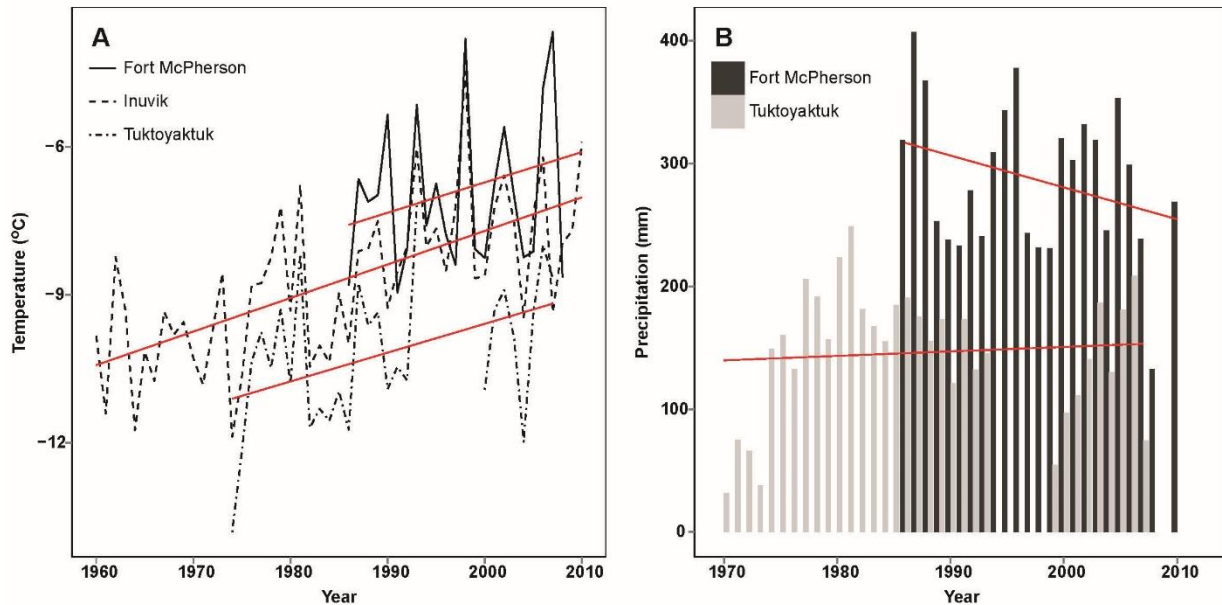 A
Fort McPherson
Inuvik
Tuktoyaktuk
−6
−9
−12
Temperature (ºC)
1960 1970 1980 1990 2000 2010
Year
B
Fort McPherson
Tuktoyaktuk
400
300
200
100
0
Precipitation (mm)
1970 1980 1990 2000 2010
Year